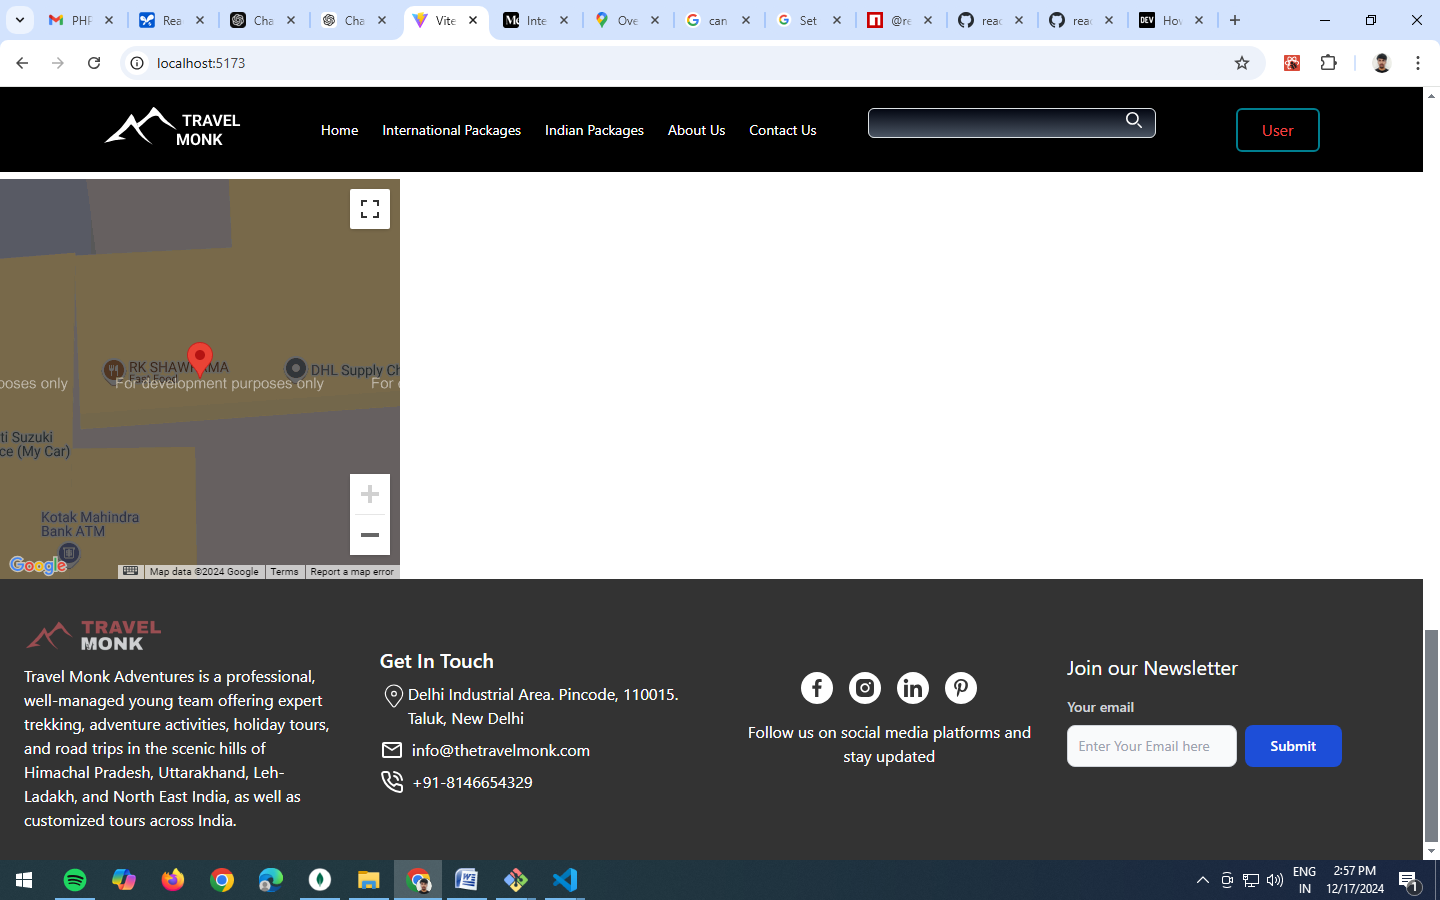 PHP
Rea
Cha
Cha
Vite
Inte
Ove
can
Set
@re
reac
reac
DEV
Hov
localhost:5173
TRAVEL
MONK
Home
International Packages
Indian Packages
About Us
Contact Us
User
RK SHAWRAMA
Fast Food
DHL Supply Ch
oses only
For development purposes only
For
ti Suzuki
ce (My Car)
Kotak Mahindra
Bank ATM
Google
Map data ©2024 Google
Terms
Report a map error
TRAVEL
MONK
Travel Monk Adventures is a professional,
well-managed young team offering expert
trekking, adventure activities, holiday tours,
and road trips in the scenic hills of
Himachal Pradesh, Uttarakhand, Leh-
Ladakh, and North East India, as well as
customized tours across India.
Get In Touch
Delhi Industrial Area. Pincode, 110015.
Taluk, New Delhi
info@thetravelmonk.com
+91-8146654329
Follow us on social media platforms and
stay updated
Join our Newsletter
Your email
Enter Your Email here
Submit
ENG
IN
2:57 PM
12/17/2024
1